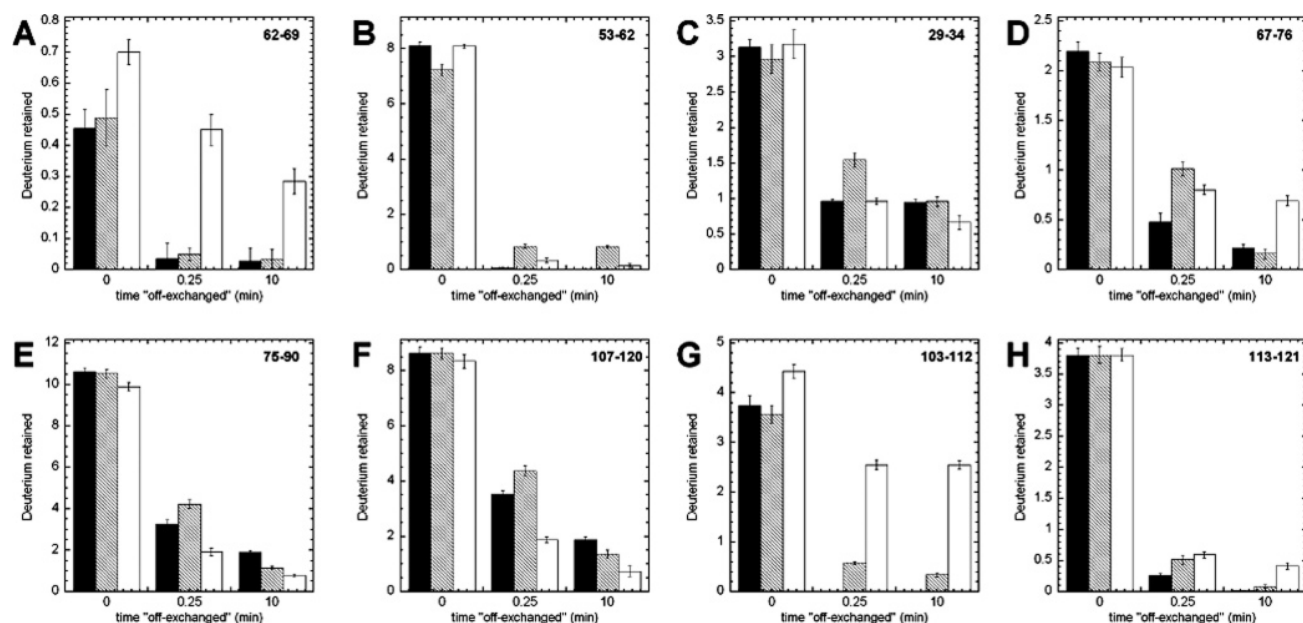 A
62-69
Deuterium retained
0.8
0.7
0.6
0.5
0.4
0.3
0.2
0.1
0
0 0.25 10
time "off-exchanged" (min)
B
53-62
Deuterium retained
8
6
4
2
0
0 0.25 10
time "off-exchanged" (min)
C
29-34
Deuterium retained
3.5
3
2.5
2
1.5
1
0.5
0
0 0.25 10
time "off-exchanged" (min)
D
67-76
Deuterium retained
2.5
2
1.5
1
0.5
0
0 0.25 10
time "off-exchanged" (min)
E
75-90
Deuterium retained
12
10
8
6
4
2
0
0 0.25 10
time "off-exchanged" (min)
F
107-120
Deuterium retained
8
6
4
2
0
0 0.25 10
time "off-exchanged" (min)
G
103-112
Deuterium retained
5
4
3
2
1
0
0 0.25 10
time "off-exchanged" (min)
H
113-121
Deuterium retained
4
3.5
3
2.5
2
1.5
1
0.5
0
0 0.25 10
time "off-exchanged" (min)